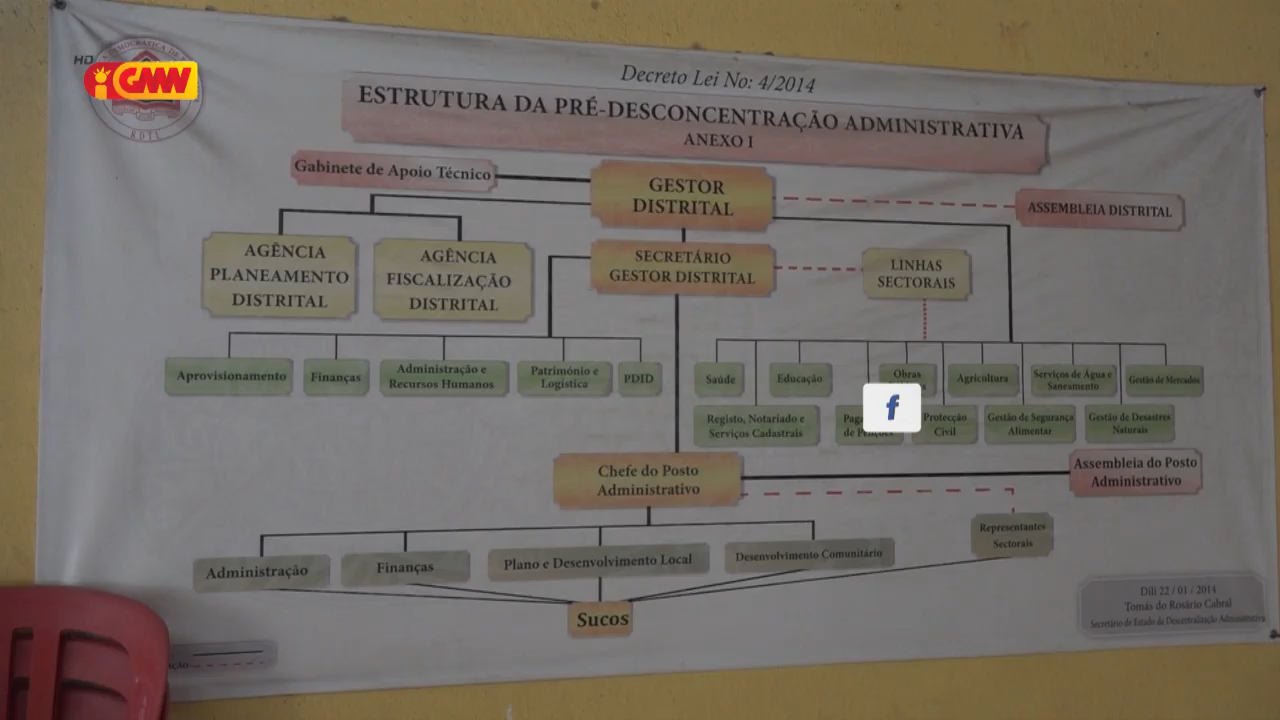 HD
GMN
RDTL
Decreto Lei No: 4/2014
ESTRUTURA DA PRÉ-DESCONCENTRAÇÃO ADMINISTRATIVA
ANEXO I
Gabinete de Apoio Técnico
GESTOR
DISTRITAL
ASSEMBLEIA DISTRITAL
AGÊNCIA
PLANEAMENTO
DISTRITAL
AGÊNCIA
FISCALIZAÇÃO
DISTRITAL
SECRETÁRIO
GESTOR DISTRITAL
LINHAS
SECTORAIS
Aprovisionamento
Finanças
Administração e
Recursos Humanos
Património e
Logística
PDID
Saúde
Educação
Obras
Agricultura
Serviços de Água e
Saneamento
Gestão de Mercados
Registo, Notariado e
Serviços Cadastrais
f
Protecção
Civil
Gestão de Segurança
Alimentar
Gestão de Desastres
Naturais
Chefe do Posto
Administrativo
Assembleia do Posto
Administrativo
Representantes
Sectorais
Administração
Finanças
Plano e Desenvolvimento Local
Desenvolvimento Comunitário
Sucos
Dili 22 / 01 / 2014
Tomás do Rosário Cabral
Secretário de Estado da Descentralização Administrativa